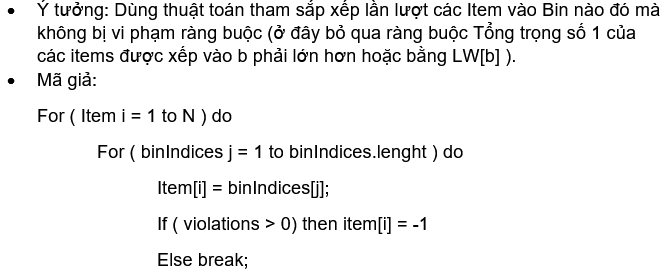 • Ý tưởng: Dùng thuật toán tham sắp xếp lần lượt các Item vào Bin nào đó mà
không bị vi phạm ràng buộc (ở đây bỏ qua ràng buộc Tổng trọng số 1 của
các items được xếp vào b phải lớn hơn hoặc bằng LW[b] ).
• Mã giả:
For ( Item i = 1 to N ) do
For ( binIndices j = 1 to binIndices.lenght ) do
Item[i] = binIndices[j];
If ( violations > 0) then item[i] = -1
Else break;